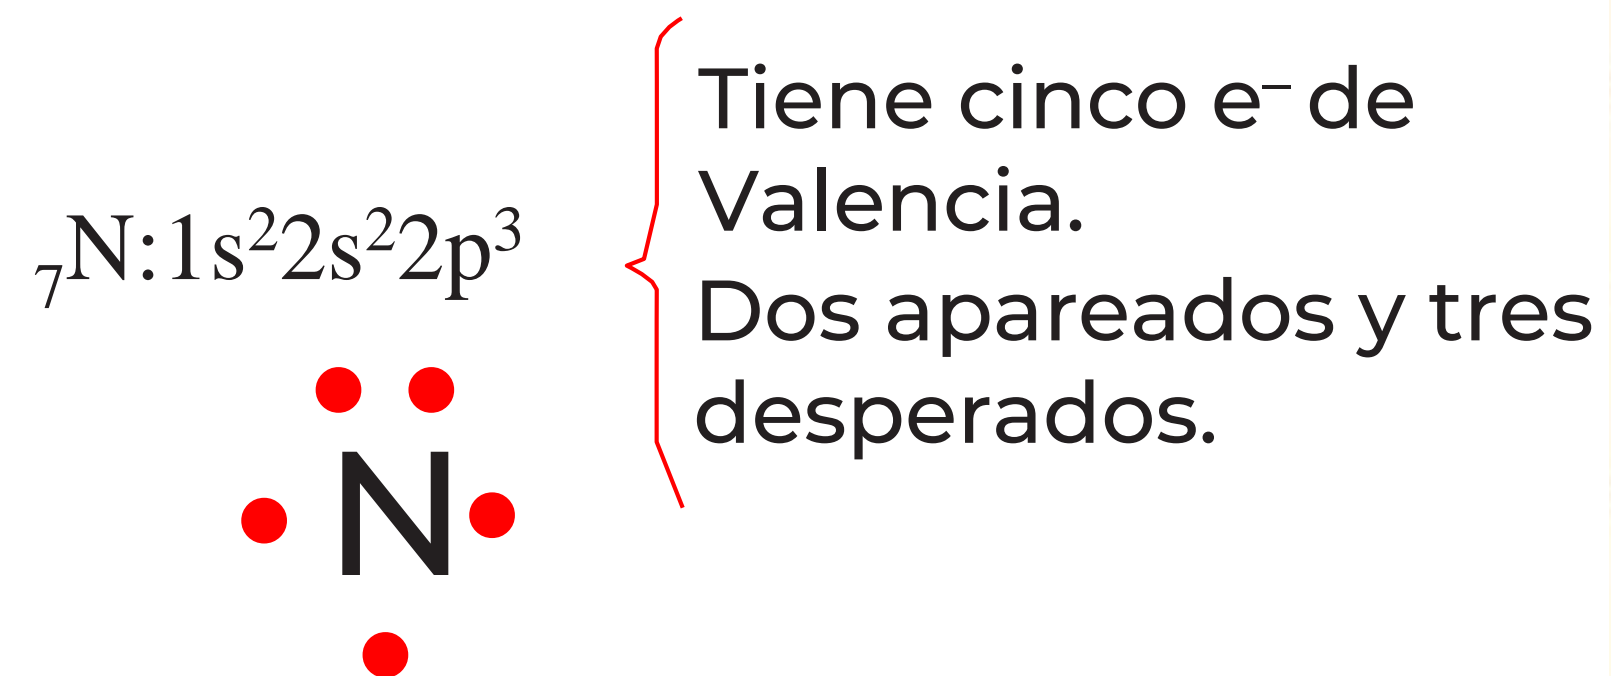 ₇N:1s²2s²2p³
Tiene cinco e⁻ de
Valencia.
Dos apareados y tres
desperados.
N